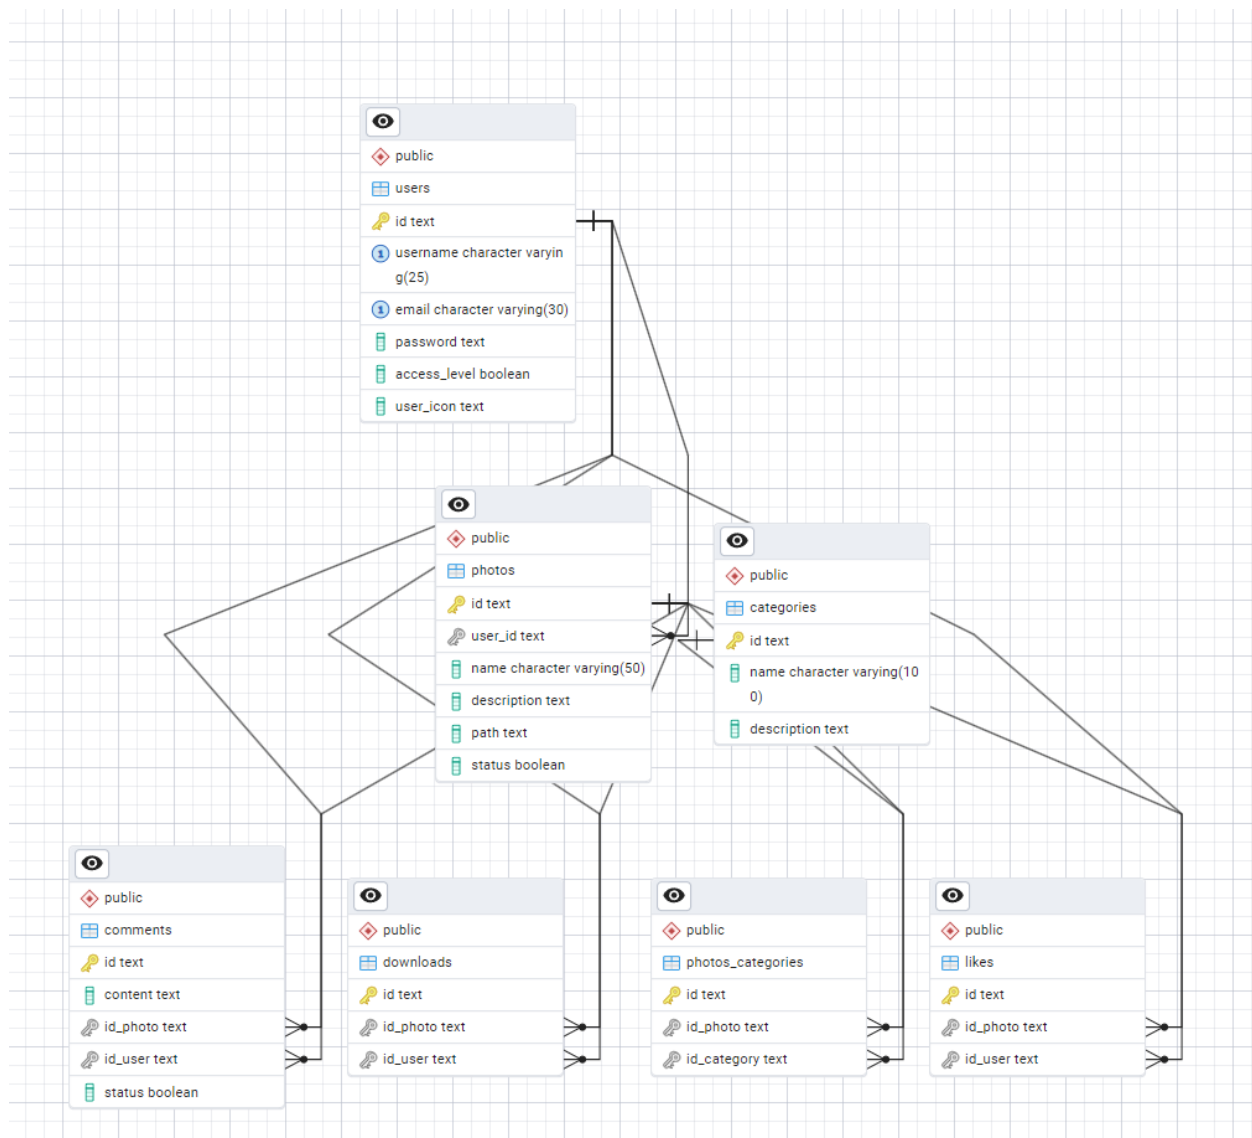 public
users
id text
username character varyin
g(25)
email character varying(30)
password text
access_level boolean
user_icon text
public
photos
id text
user_id text
name character varying(50)
description text
path text
status boolean
public
categories
id text
name character varying(10
0)
description text
public
comments
id text
content text
id_photo text
id_user text
status boolean
public
downloads
id text
id_photo text
id_user text
public
photos_categories
id text
id_photo text
id_category text
public
likes
id text
id_photo text
id_user text